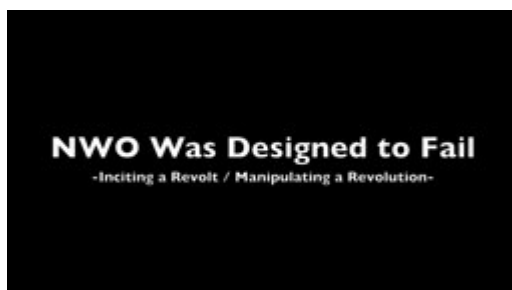 NWO Was Designed to Fail
-Inciting a Revolt / Manipulating a Revolution-